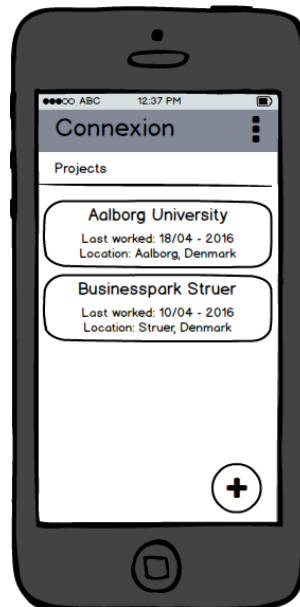 ABC 12:37 PM
Connexion
Projects
Aalborg University
Last worked: 18/04 - 2016
Location: Aalborg, Denmark
Businesspark Struer
Last worked: 10/04 - 2016
Location: Struer, Denmark